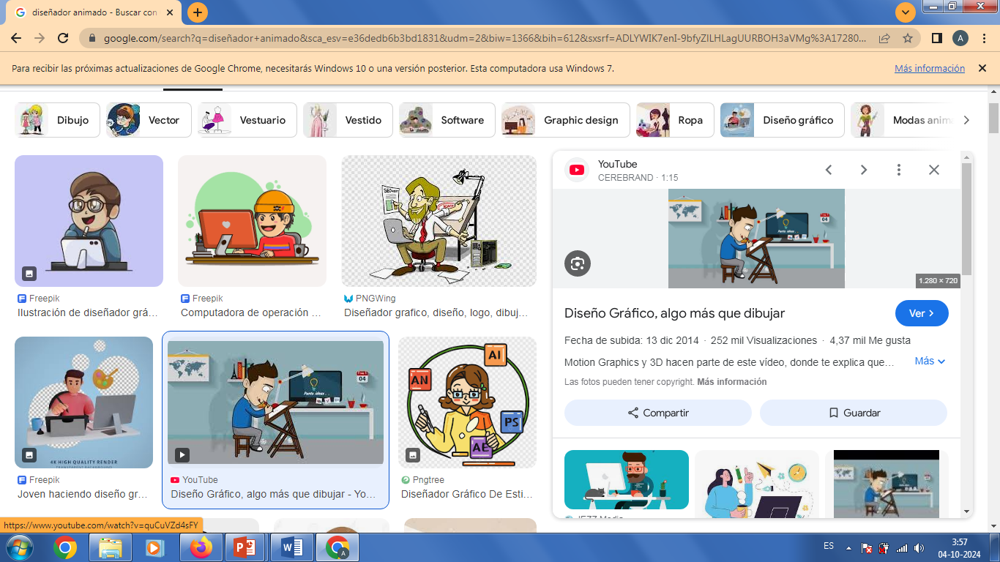 diseñador animado - Buscar con
google.com/search?q=diseñador+animado&sca_esv=e36dedb6b3bd1831&udm=2&biw=1366&bih=612&sxsrf=ADLYWIK7enI-9bfyZlLHLagUURBOH3aVMg%3A17280...
A
Para recibir las próximas actualizaciones de Google Chrome, necesitarás Windows 10 o una versión posterior. Esta computadora usa Windows 7.
Más información
Dibujo
Vector
Vestuario
Vestido
Software
Graphic design
Ropa
Diseño gráfico
Modas anim
YouTube
CEREBRAND · 1:15
04
1.280 × 720
Freepik
Ilustración de diseñador grá...
Freepik
Computadora de operación ...
PNGWing
Diseñador grafico, diseño, logo, dibuj...
Diseño Gráfico, algo más que dibujar
Ver
Fecha de subida: 13 dic 2014 · 252 mil Visualizaciones · 4,37 mil Me gusta
Motion Graphics y 3D hacen parte de este vídeo, donde te explica que...
Más
Las fotos pueden tener copyright. Más información
Compartir
Guardar
4K HIGH QUALITY RENDER
TRANSPARENT BACKGROUND
Ponto ideas . .
04
AI
AN
PS
AE
Freepik
Joven haciendo diseño gr...
YouTube
Diseño Gráfico, algo más que dibujar - Yo...
Pngtree
Diseñador Gráfico De Esti...
https://www.youtube.com/watch?v=quCuVZd4sFY
ES
3:57
04-10-2024